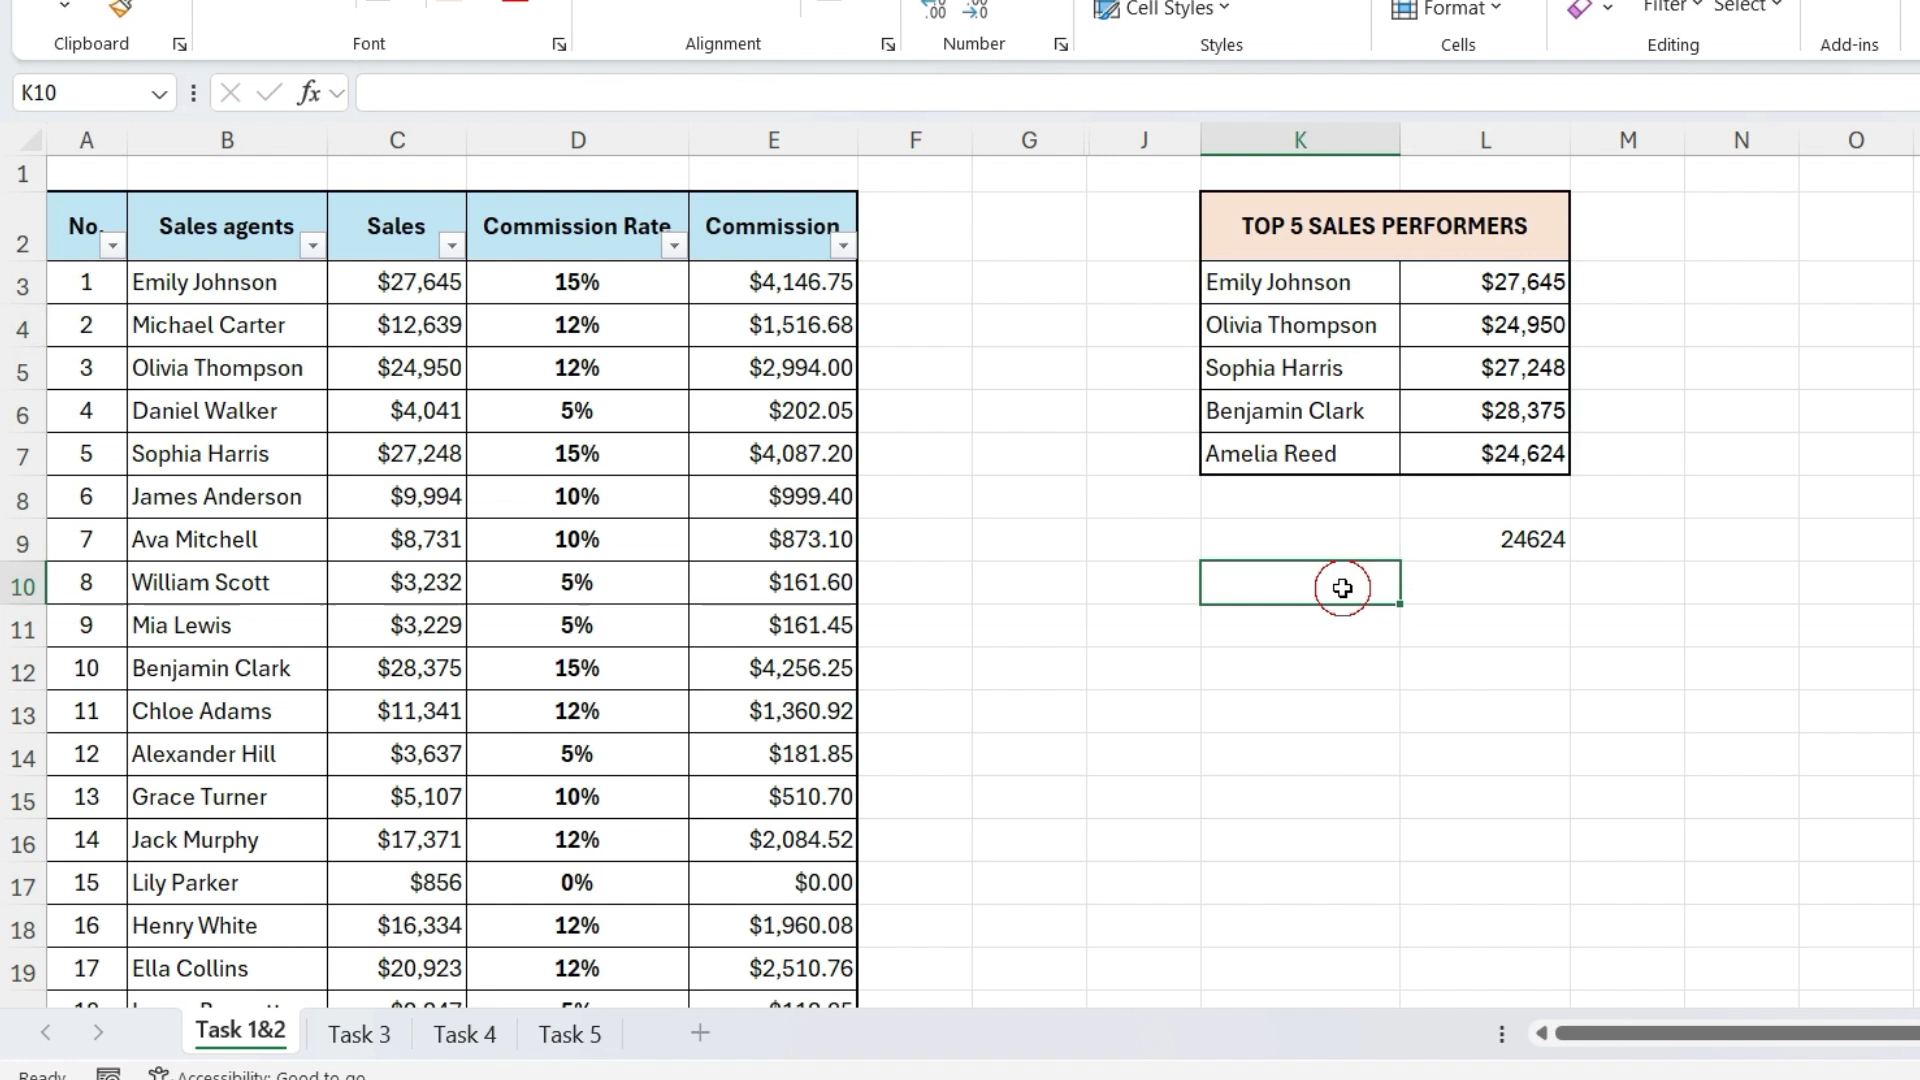 .00 .00
→0
Cell Styles
Format
Filter Select
Clipboard Font Alignment Number Styles Cells Editing Add-ins
K10 fx
A B C D E F G J K L M N O
1
2 No. Sales agents Sales Commission Rate Commission TOP 5 SALES PERFORMERS
3 1 Emily Johnson $27,645 15% $4,146.75 Emily Johnson $27,645
4 2 Michael Carter $12,639 12% $1,516.68 Olivia Thompson $24,950
5 3 Olivia Thompson $24,950 12% $2,994.00 Sophia Harris $27,248
6 4 Daniel Walker $4,041 5% $202.05 Benjamin Clark $28,375
7 5 Sophia Harris $27,248 15% $4,087.20 Amelia Reed $24,624
8 6 James Anderson $9,994 10% $999.40
9 7 Ava Mitchell $8,731 10% $873.10 24624
10 8 William Scott $3,232 5% $161.60
11 9 Mia Lewis $3,229 5% $161.45
12 10 Benjamin Clark $28,375 15% $4,256.25
13 11 Chloe Adams $11,341 12% $1,360.92
14 12 Alexander Hill $3,637 5% $181.85
15 13 Grace Turner $5,107 10% $510.70
16 14 Jack Murphy $17,371 12% $2,084.52
17 15 Lily Parker $856 0% $0.00
18 16 Henry White $16,334 12% $1,960.08
19 17 Ella Collins $20,923 12% $2,510.76
Task 1&2 Task 3 Task 4 Task 5
Ready Accessibility: Good to go